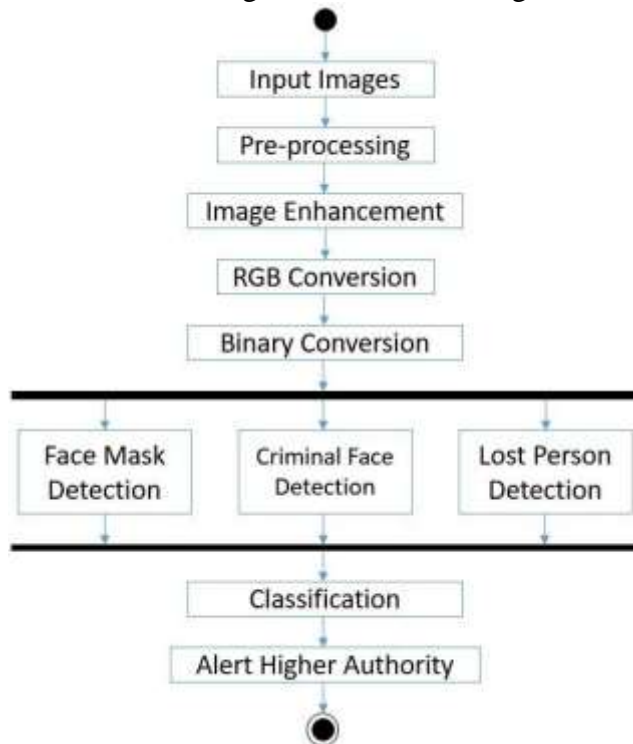 Input Images
Pre-processing
Image Enhancement
RGB Conversion
Binary Conversion
Face Mask
Detection
Criminal Face
Detection
Lost Person
Detection
Classification
Alert Higher Authority